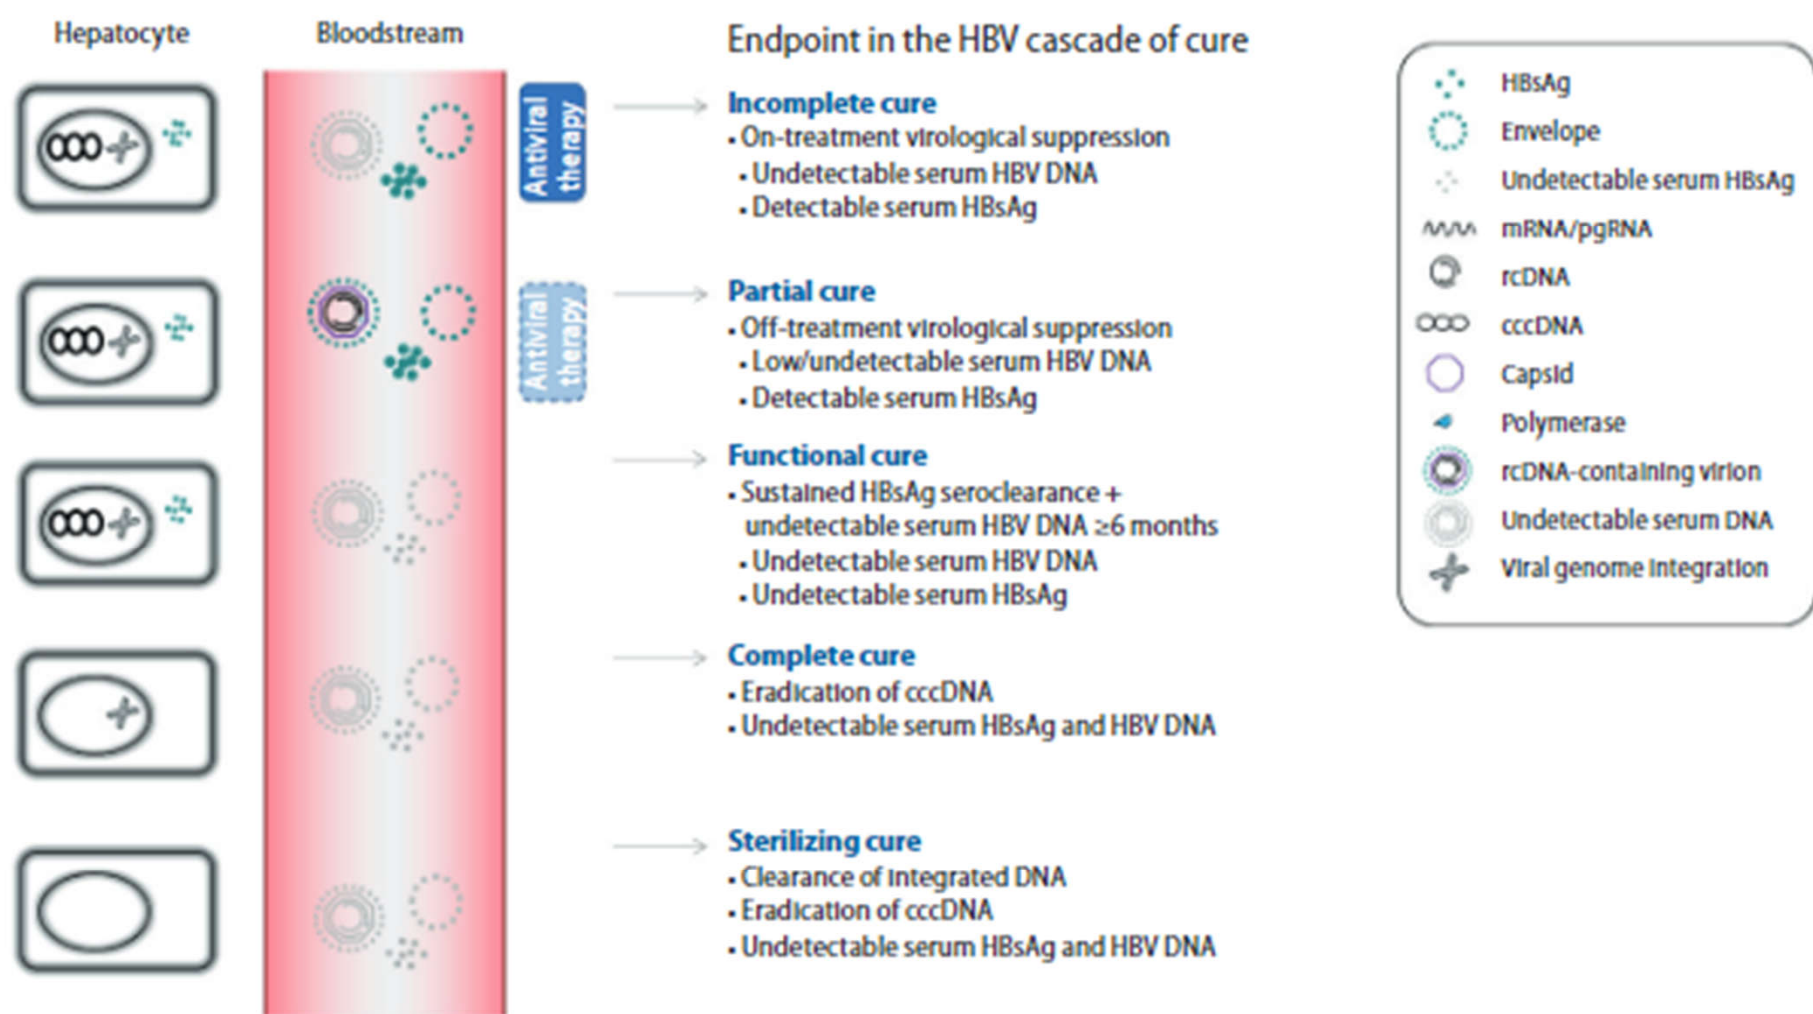 Hepatocyte
Bloodstream
Endpoint in the HBV cascade of cure
Antiviral
therapy
Incomplete cure
• On-treatment virological suppression
• Undetectable serum HBV DNA
• Detectable serum HBsAg
Antiviral
therapy
Partial cure
• Off-treatment virological suppression
• Low/undetectable serum HBV DNA
• Detectable serum HBsAg
Functional cure
• Sustained HBsAg seroclearance +
undetectable serum HBV DNA ≥6 months
• Undetectable serum HBV DNA
• Undetectable serum HBsAg
Complete cure
• Eradication of cccDNA
• Undetectable serum HBsAg and HBV DNA
Sterilizing cure
• Clearance of integrated DNA
• Eradication of cccDNA
• Undetectable serum HBsAg and HBV DNA
HBsAg
Envelope
Undetectable serum HBsAg
mRNA/pgRNA
rcDNA
cccDNA
Capsid
Polymerase
rcDNA-containing virion
Undetectable serum DNA
Viral genome integration